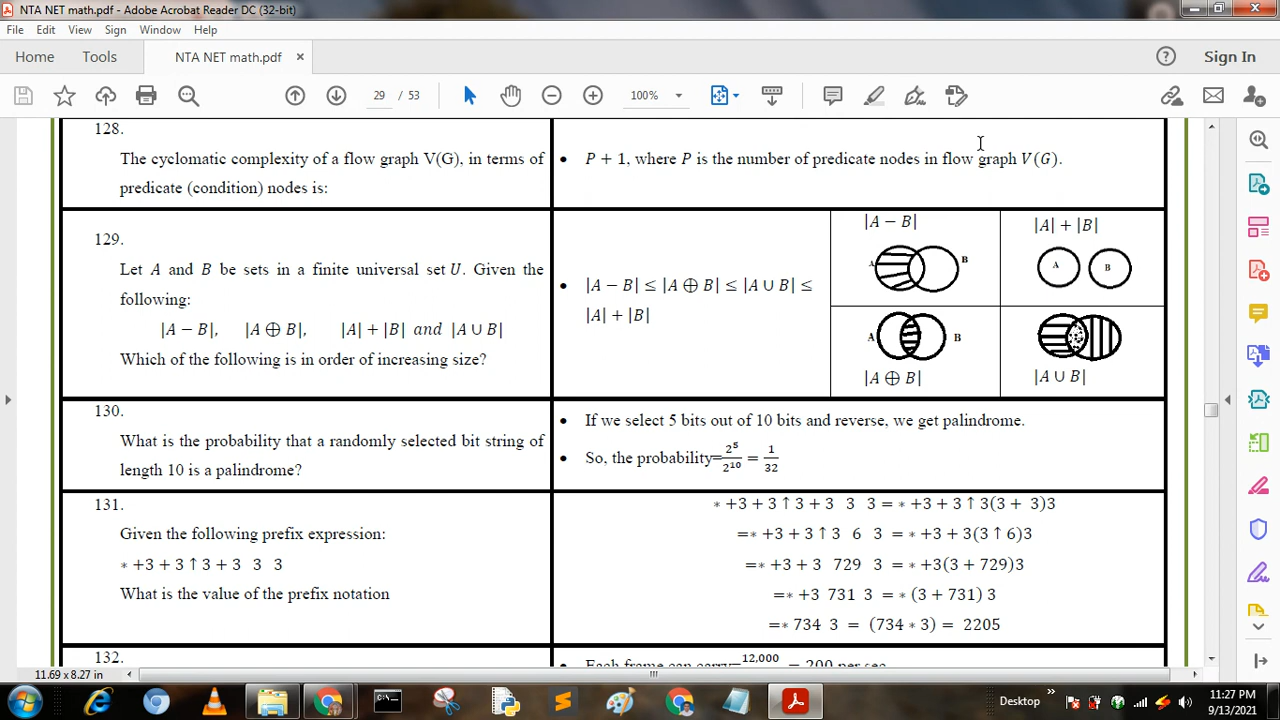 NTA NET math.pdf - Adobe Acrobat Reader DC (32-bit)
File Edit View Sign Window Help
Home Tools NTA NET math.pdf × Sign In
29 / 53 100%
128.
The cyclomatic complexity of a flow graph V(G), in terms of
predicate (condition) nodes is:
• P + 1, where P is the number of predicate nodes in flow graph V(G).
129.
Let A and B be sets in a finite universal set U. Given the
following:
|A − B|, |A ⊕ B|, |A| + |B| and |A ∪ B|
Which of the following is in order of increasing size?
• |A − B| ≤ |A ⊕ B| ≤ |A ∪ B| ≤
|A| + |B|
|A − B|
A B
|A| + |B|
A B
A B
|A ⊕ B|
|A ∪ B|
130.
What is the probability that a randomly selected bit string of
length 10 is a palindrome?
• If we select 5 bits out of 10 bits and reverse, we get palindrome.
• So, the probability=2⁵/2¹⁰ = 1/32
131.
Given the following prefix expression:
∗ +3 + 3 ↑ 3 + 3 3 3
What is the value of the prefix notation
∗ +3 + 3 ↑ 3 + 3 3 3 = ∗ +3 + 3 ↑ 3(3 + 3)3
=∗ +3 + 3 ↑ 3 6 3 = ∗ +3 + 3(3 ↑ 6)3
=∗ +3 + 3 729 3 = ∗ +3(3 + 729)3
=∗ +3 731 3 = ∗ (3 + 731) 3
=∗ 734 3 = (734 ∗ 3) = 2205
132.
Each frame can carry=12,000 = 200 per sec
11.69 x 8.27 in
Desktop » 11:27 PM
9/13/2021